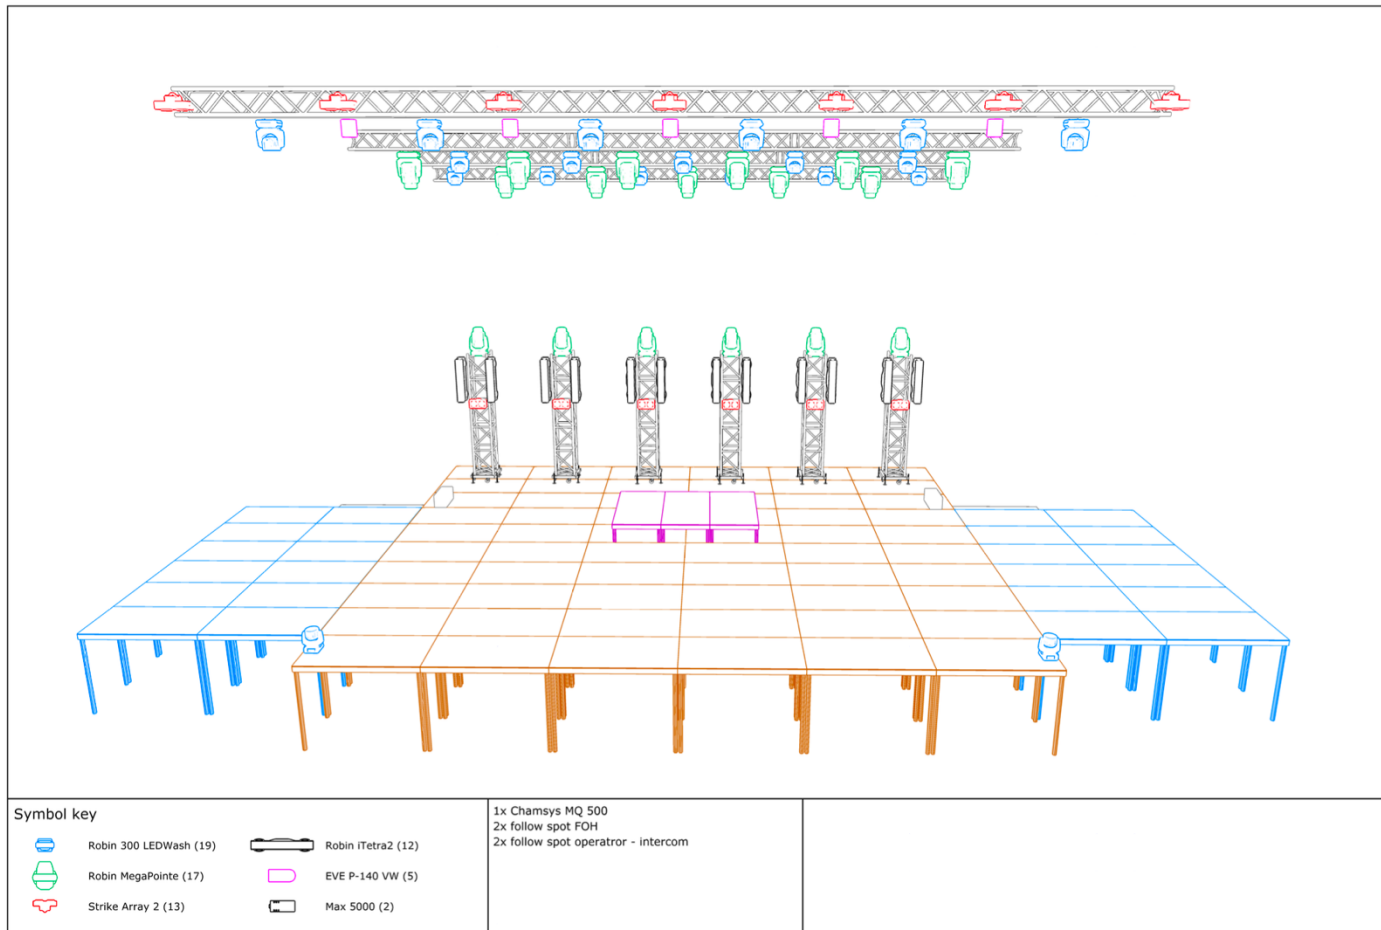 Symbol key
Robin 300 LEDWash (19)
Robin iTetra2 (12)
Robin MegaPointe (17)
EVE P-140 VW (5)
Strike Array 2 (13)
Max 5000 (2)
1x Chamsys MQ 500
2x follow spot FOH
2x follow spot operatror - intercom